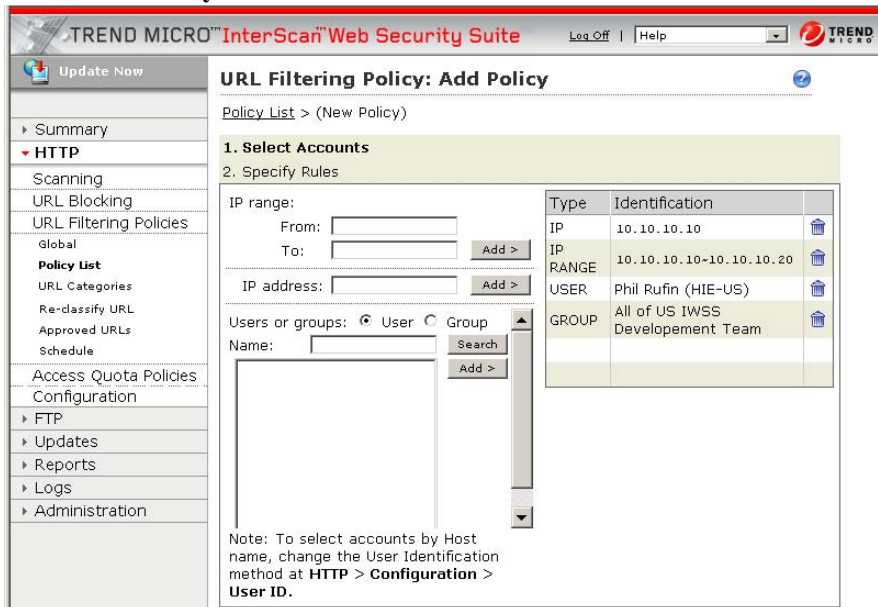 TREND MICRO™ InterScan™ Web Security Suite
Log Off | Help
TREND MICRO
Update Now
Summary
HTTP
Scanning
URL Blocking
URL Filtering Policies
Global
Policy List
URL Categories
Re-classify URL
Approved URLs
Schedule
Access Quota Policies
Configuration
FTP
Updates
Reports
Logs
Administration
URL Filtering Policy: Add Policy
Policy List > (New Policy)
1. Select Accounts
2. Specify Rules
IP range:
From:
To: Add >
IP address: Add >
Users or groups: User Group
Name: Search
Add >
Note: To select accounts by Host
name, change the User Identification
method at HTTP > Configuration >
User ID.
Type Identification
IP 10.10.10.10
IP RANGE 10.10.10.10~10.10.10.20
USER Phil Rufin (HIE-US)
GROUP All of US IWSS
Developement Team